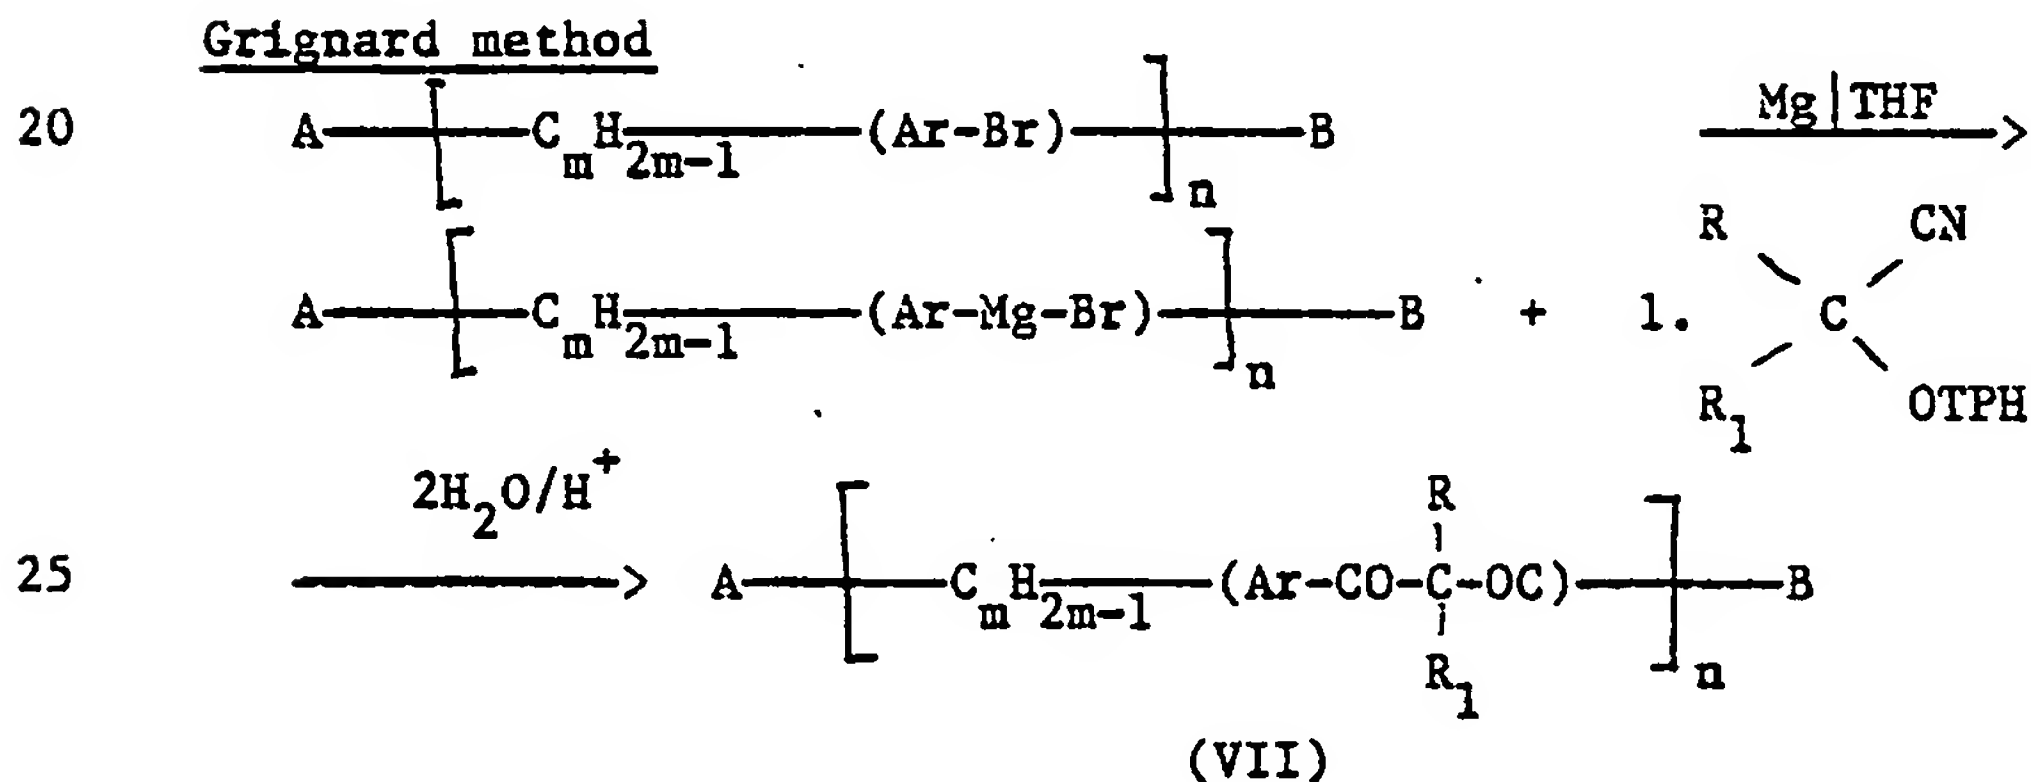 Grignard method
20 A [ CmH2m-1 (Ar-Br) ]n B Mg|THF >
A [ CmH2m-1 (Ar-Mg-Br) ]n B + 1. R CN C R1 OTPH
2H2O/H+
25 > A [ CmH2m-1 (Ar-CO-C-OC) ]n B R R1
(VII)